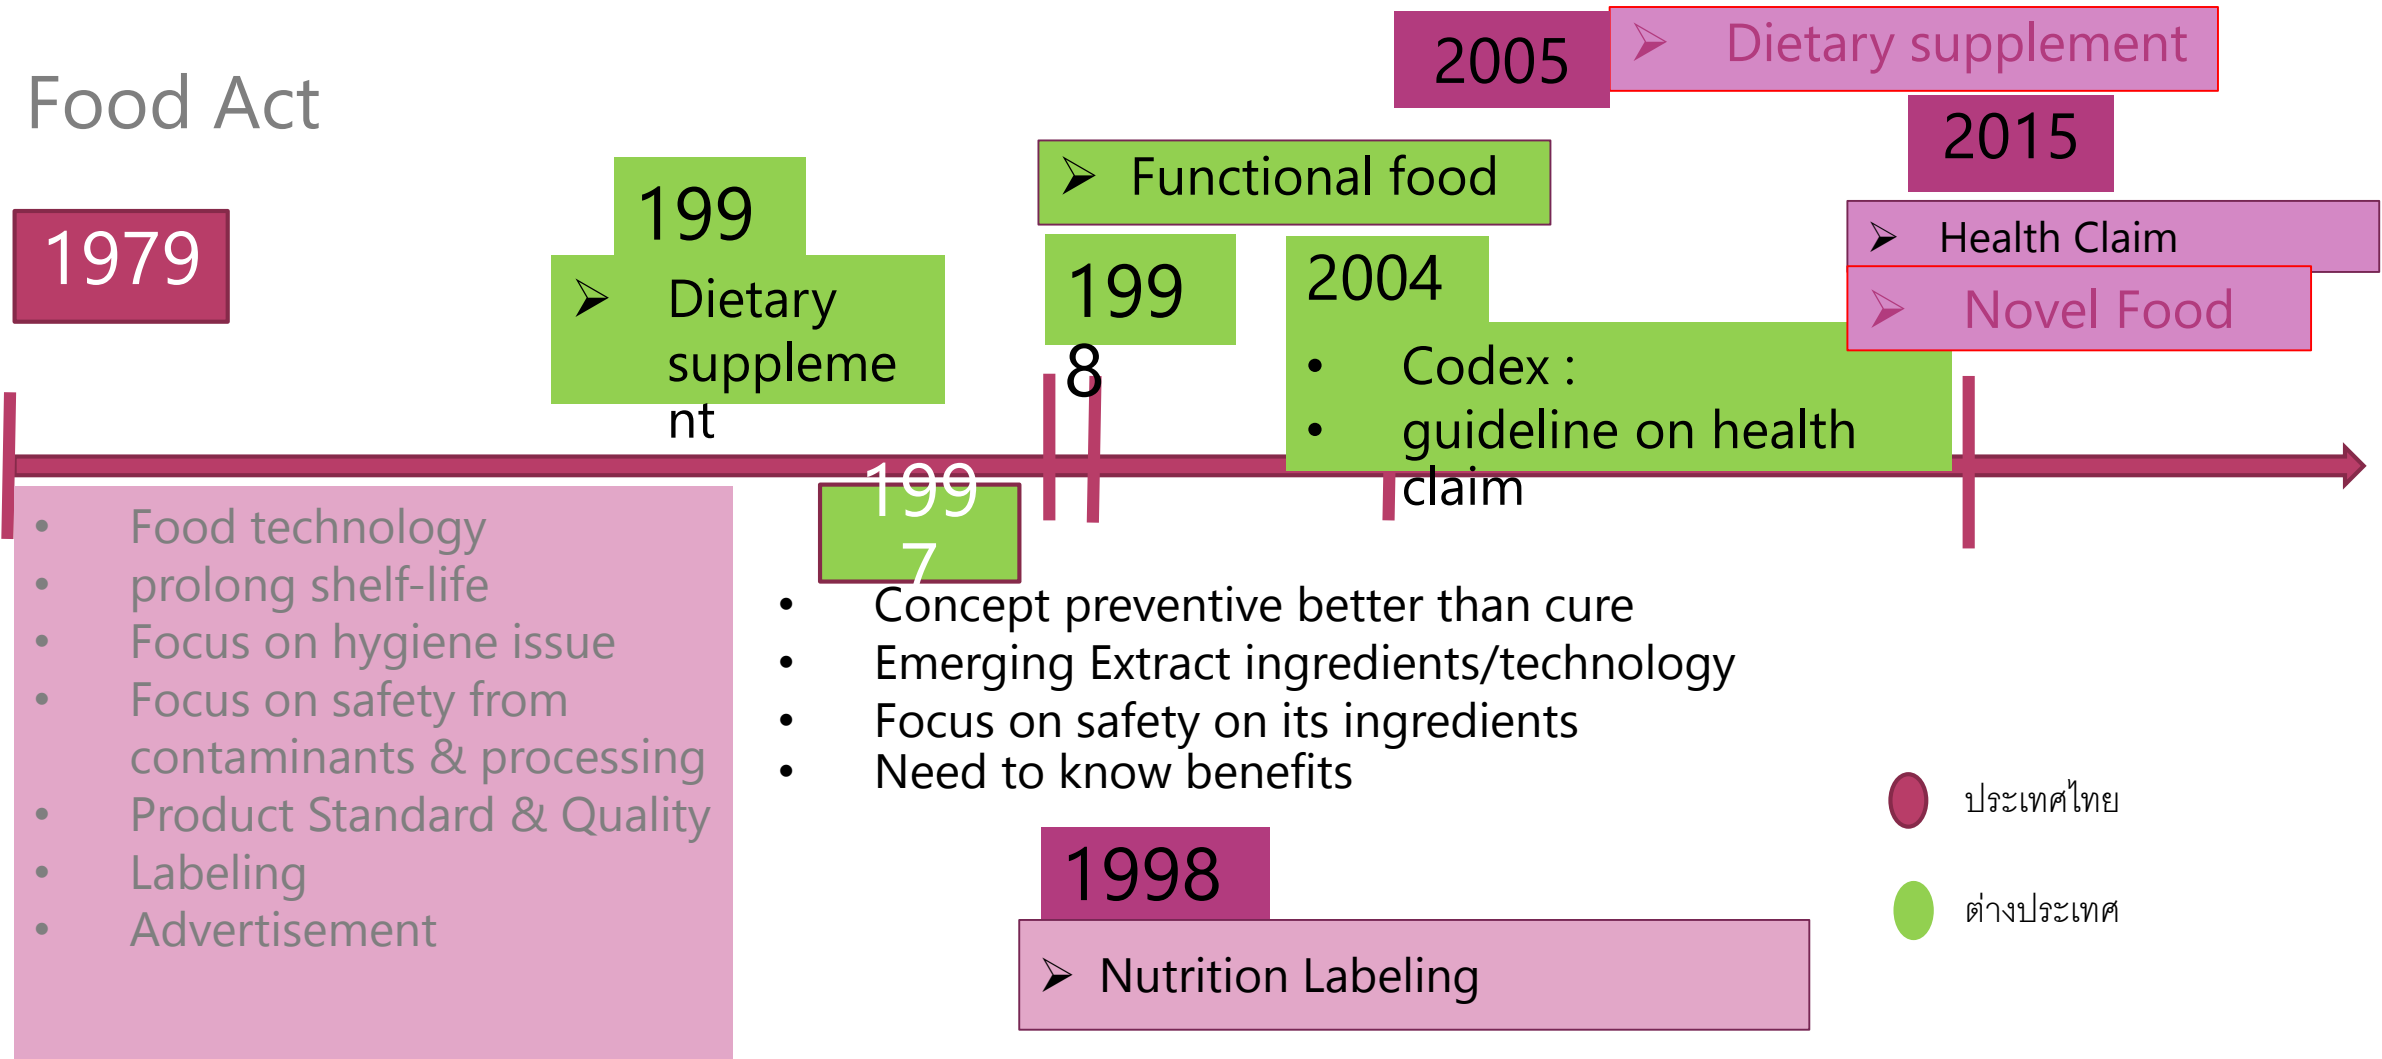 Food Act
1979
• Food technology
• prolong shelf-life
• Focus on hygiene issue
• Focus on safety from
contaminants & processing
• Product Standard & Quality
• Labeling
• Advertisement
199
➢ Dietary
suppleme
nt
199
7
• Concept preventive better than cure
• Emerging Extract ingredients/technology
• Focus on safety on its ingredients
• Need to know benefits
➢ Functional food
199
8
1998
➢ Nutrition Labeling
2004
• Codex :
• guideline on health
claim
2005
➢ Dietary supplement
2015
➢ Health Claim
➢ Novel Food
ประเทศไทย
ต่างประเทศ